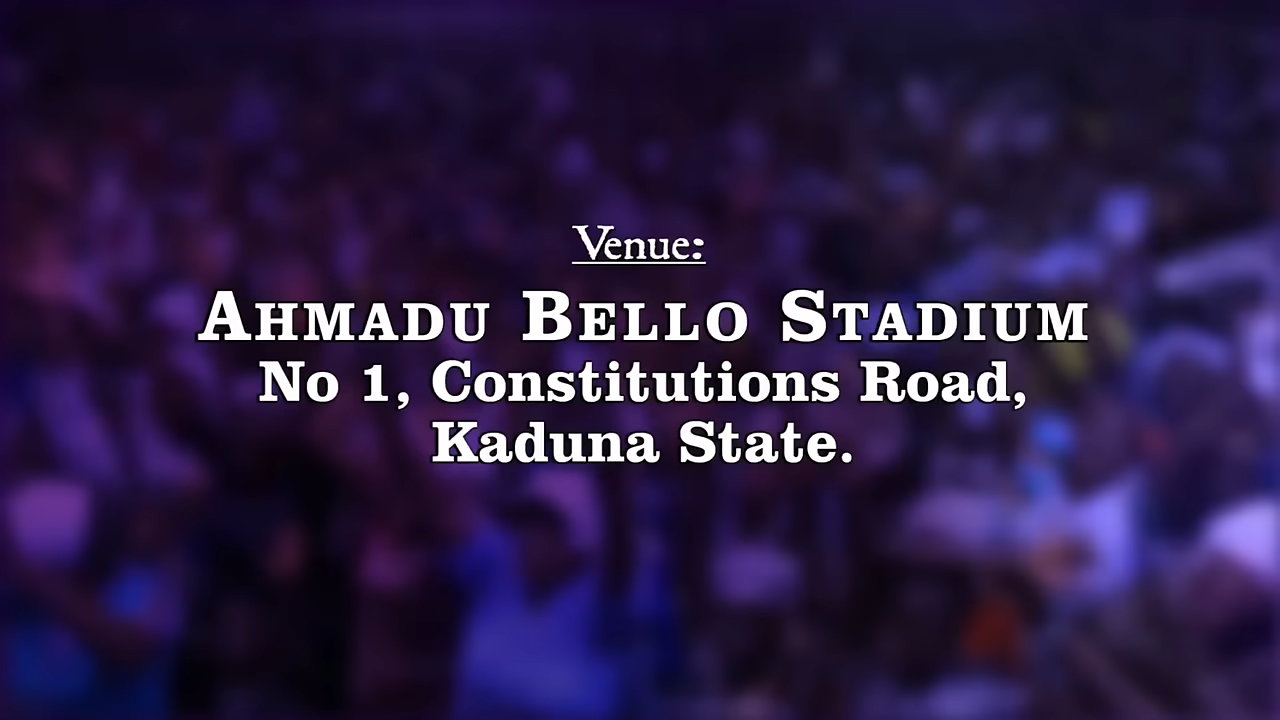 Venue:
AHMADU BELLO STADIUM
No 1, Constitutions Road,
Kaduna State.